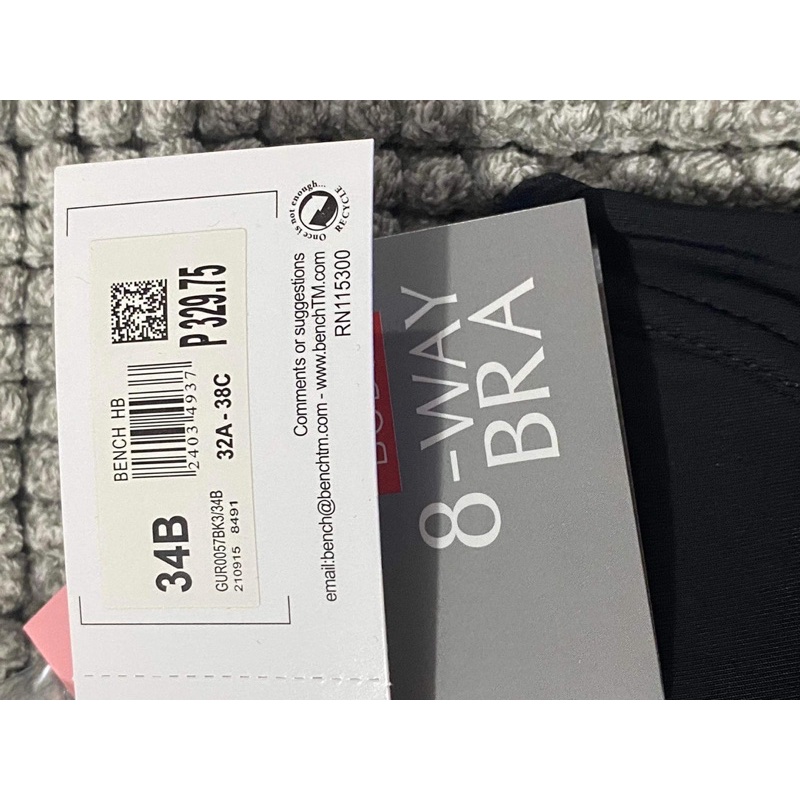 BENCH HB
24034937
34B
GUR0057BK3/34B
210915 8491
32A - 38C
P 329.75
Once is not enough...
RECYCLE
Comments or suggestions
email:bench@benchtm.com - www.benchTM.com
RN115300
8-WAY
BRA